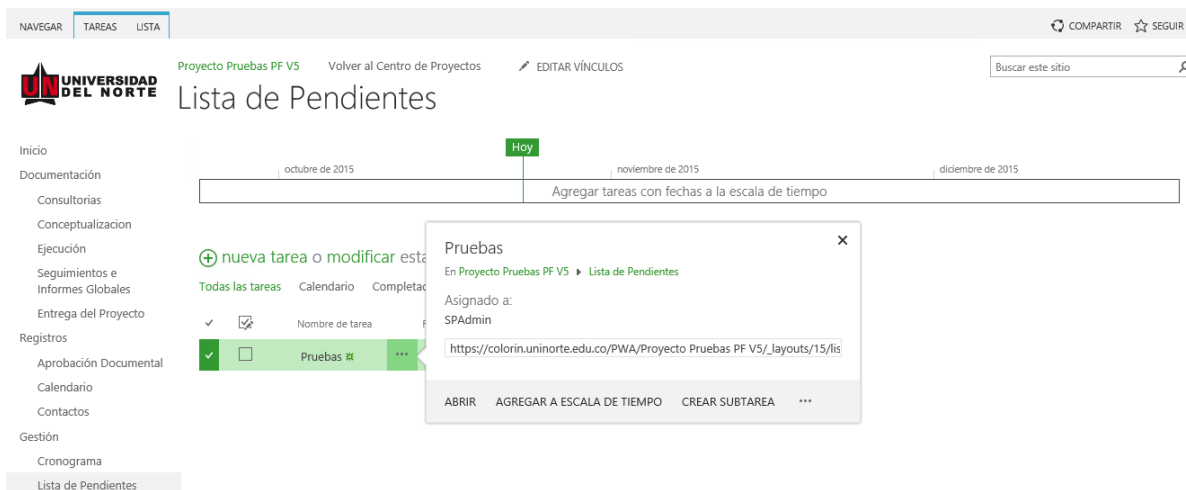 NAVEGAR TAREAS LISTA COMPARTIR SEGUIR
UNIVERSIDAD
DEL NORTE
Proyecto Pruebas PF V5 Volver al Centro de Proyectos EDITAR VÍNCULOS
Buscar este sitio
Lista de Pendientes
Inicio
Documentación
Consultorias
Conceptualizacion
Ejecución
Seguimientos e
Informes Globales
Entrega del Proyecto
Registros
Aprobación Documental
Calendario
Contactos
Gestión
Cronograma
Lista de Pendientes
Hoy
octubre de 2015 noviembre de 2015 diciembre de 2015
Agregar tareas con fechas a la escala de tiempo
nueva tarea o modificar esta
Todas las tareas Calendario Completad
Nombre de tarea
Pruebas ...
Pruebas
En Proyecto Pruebas PF V5 ▸ Lista de Pendientes
Asignado a:
SPAdmin
https://colorin.uninorte.edu.co/PWA/Proyecto Pruebas PF V5/_layouts/15/lis
ABRIR AGREGAR A ESCALA DE TIEMPO CREAR SUBTAREA ...